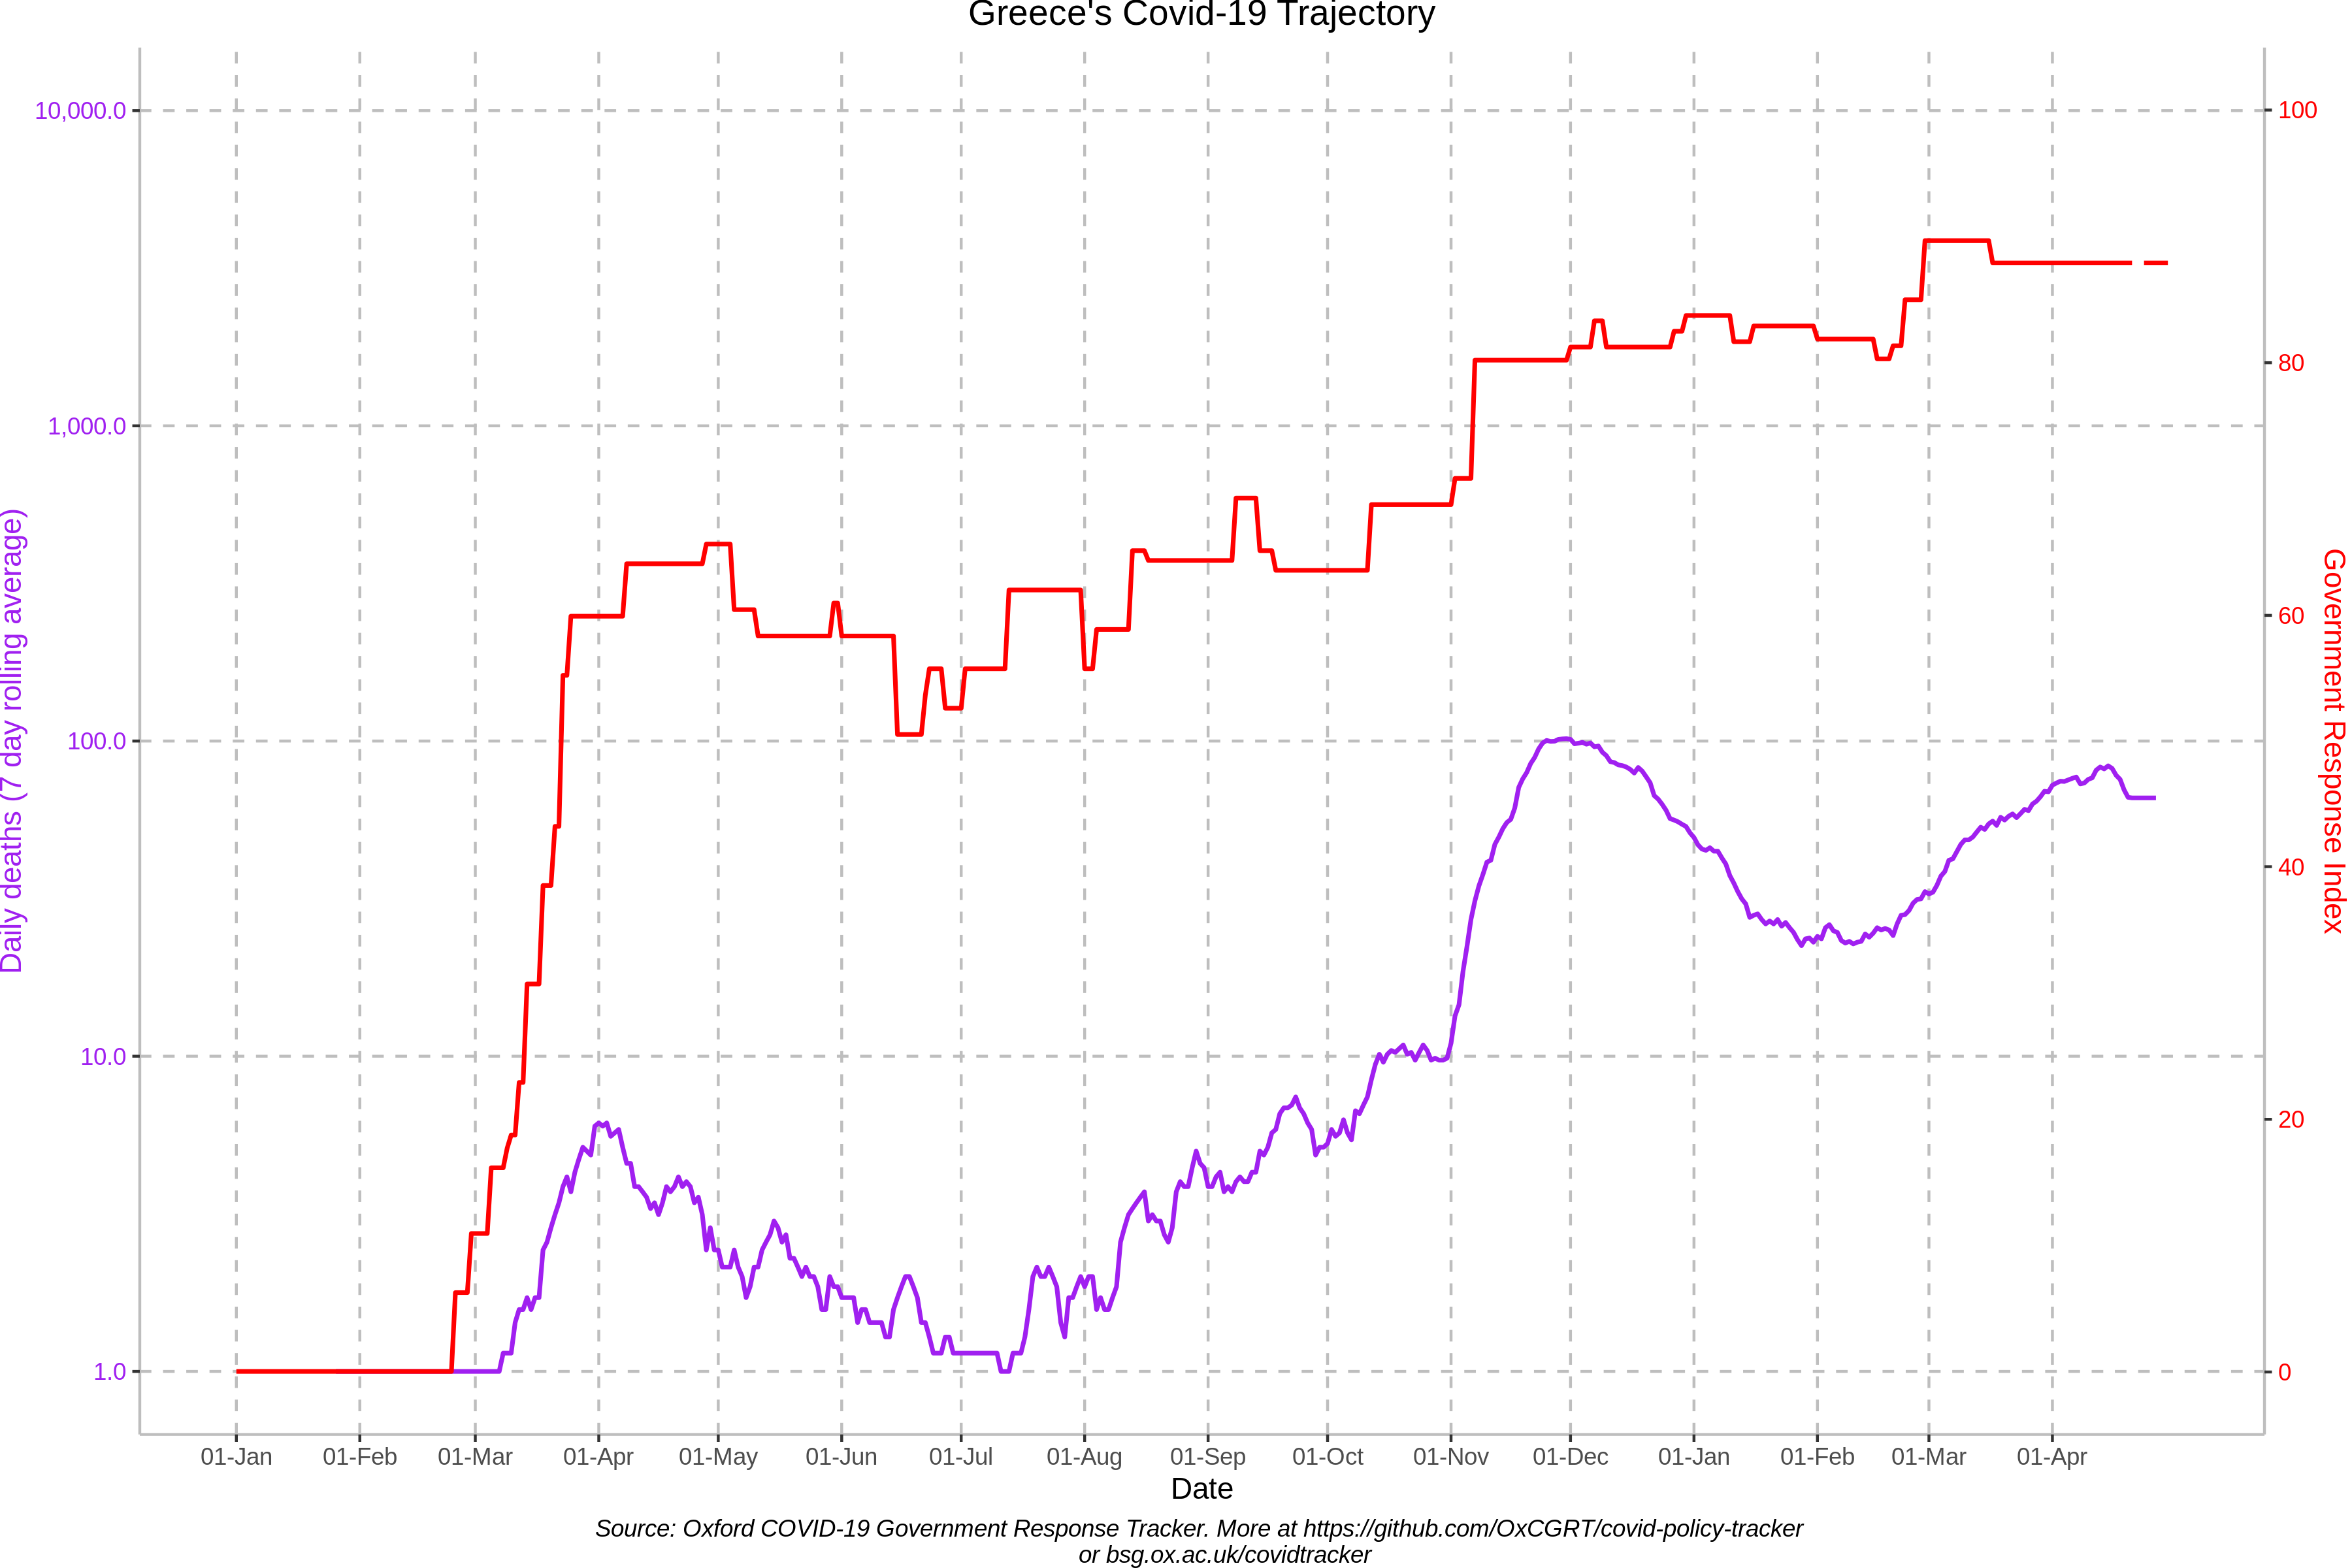 Greece's Covid-19 Trajectory
10,000.0
1,000.0
100.0
10.0
1.0
Daily deaths (7 day rolling average)
100
80
60
40
20
0
Government Response Index
01-Jan 01-Feb 01-Mar 01-Apr 01-May 01-Jun 01-Jul 01-Aug 01-Sep 01-Oct 01-Nov 01-Dec 01-Jan 01-Feb 01-Mar 01-Apr
Date
Source: Oxford COVID-19 Government Response Tracker. More at https://github.com/OxCGRT/covid-policy-tracker
or bsg.ox.ac.uk/covidtracker